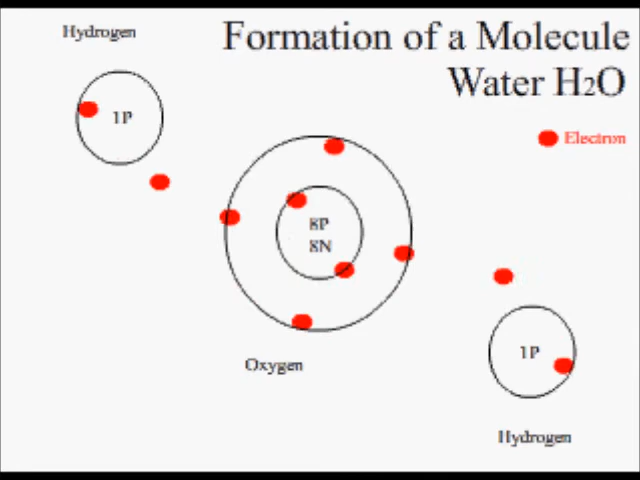 Hydrogen
Formation of a Molecule
Water H2O
1P
Electron
8P
8N
1P
Oxygen
Hydrogen